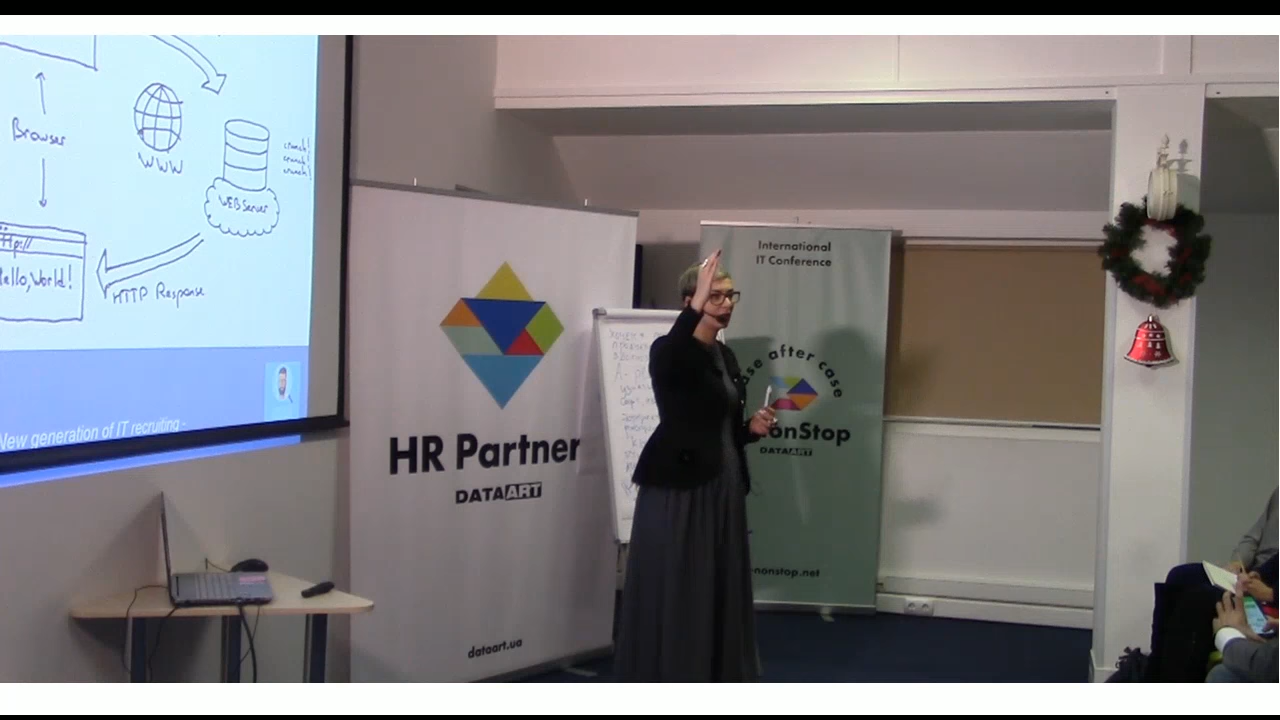 Browser
WWW
crunch!
crunch!
crunch!
WEB Server
http://
Hello, World!
HTTP Response
New generation of IT recruiting -
HR Partner
DATAART
dataart.ua
International
IT Conference
case after case
onStop
DATAART
nonstop.net